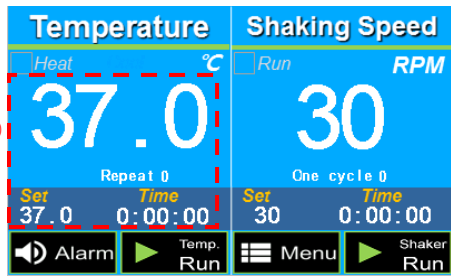 Temperature
Heat ℃
37.0
Repeat 0
Set Time
37.0 0:00:00
Alarm
Temp. Run
Shaking Speed
Run RPM
30
One cycle 0
Set Time
30 0:00:00
Menu
Shaker Run